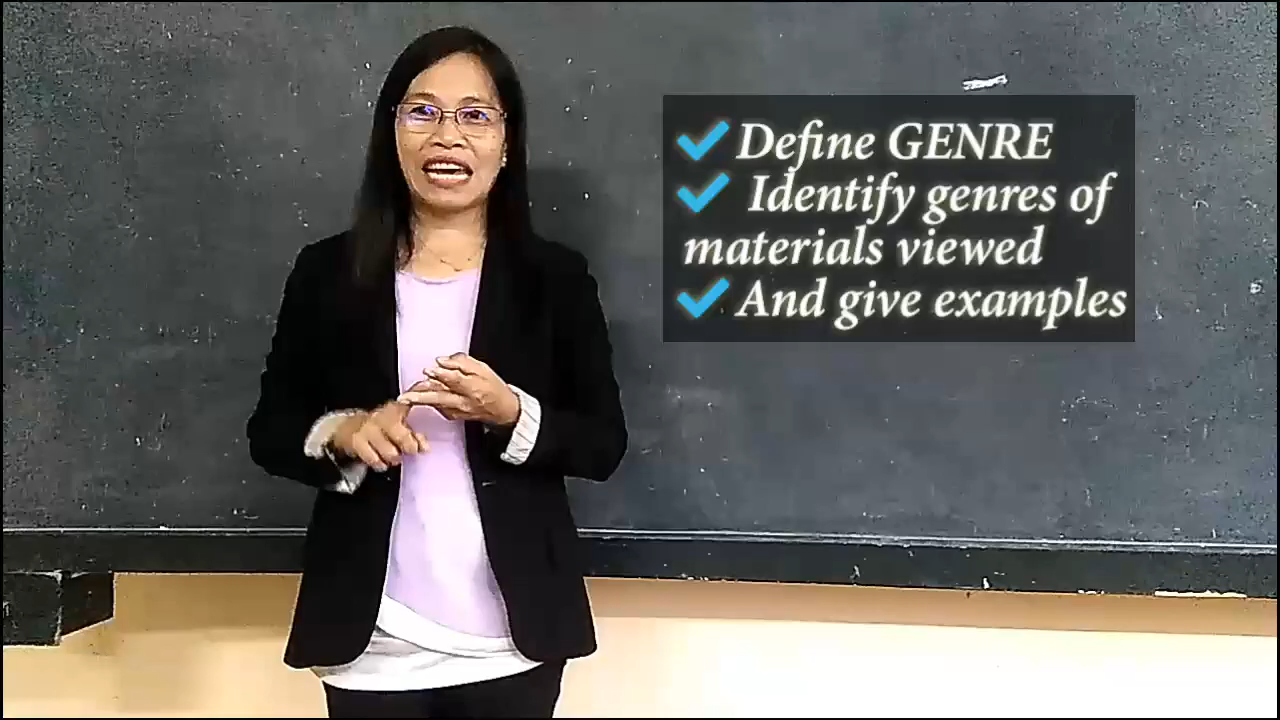 Define GENRE
Identify genres of
materials viewed
And give examples